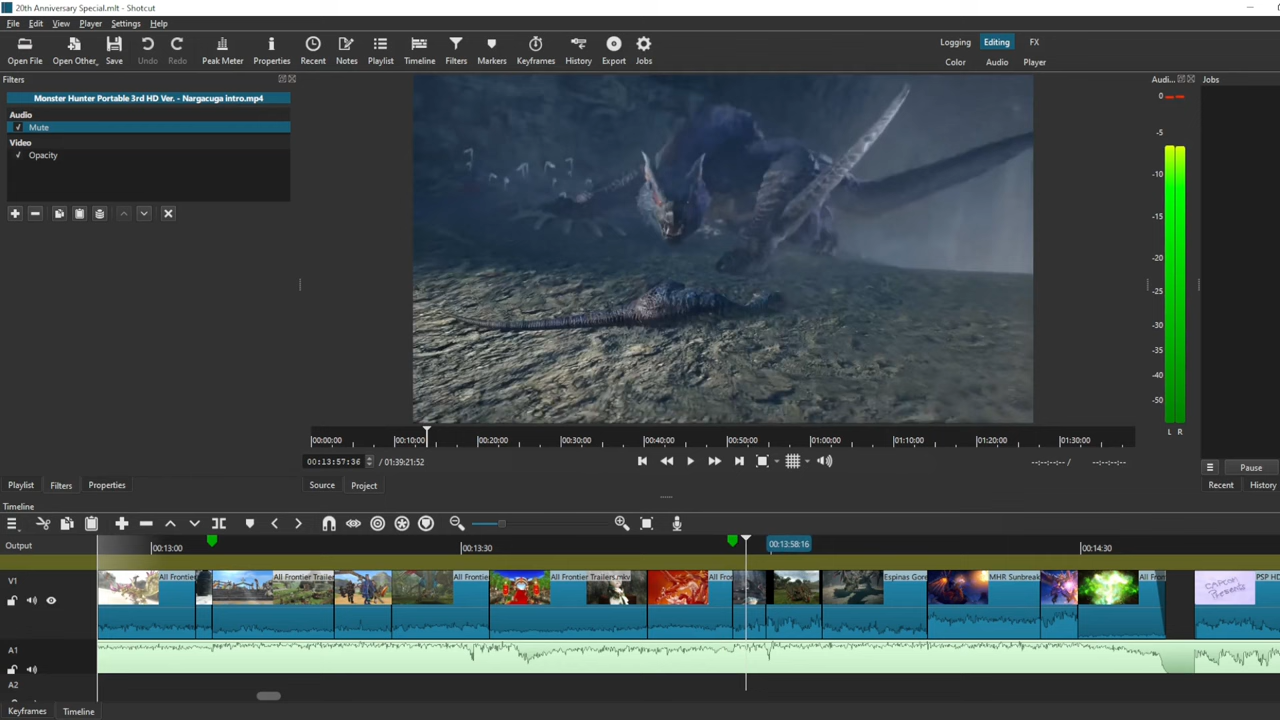 20th Anniversary Special.mlt - Shotcut
File Edit View Player Settings Help
Open File Open Other.. Save Undo Redo Peak Meter Properties Recent Notes Playlist Timeline Filters Markers Keyframes History Export Jobs
Logging Editing FX
Color Audio Player
Filters
Monster Hunter Portable 3rd HD Ver. - Nargacuga intro.mp4
Audio
Mute
Video
Opacity
Audi...
0
-5
-10
-15
-20
-25
-30
-35
-40
-45
-50
L R
Jobs
00:00:00 00:10:00 00:20:00 00:30:00 00:40:00 00:50:00 01:00:00 01:10:00 01:20:00 01:30:00
00:13:57:36 / 01:39:21:52
--:--:--:-- / --:--:--:--
Pause
Playlist Filters Properties
Source Project
Recent History
Timeline
Output
00:13:00 00:13:30 00:13:58:16 00:14:30
V1
All Frontier All Frontier Trailer All Frontier All Frontier Trailers.mkv All Fro Espinas Gore MHR Sunbreak All Fro PSP HD
CAPCOM
A1
A2
Keyframes Timeline